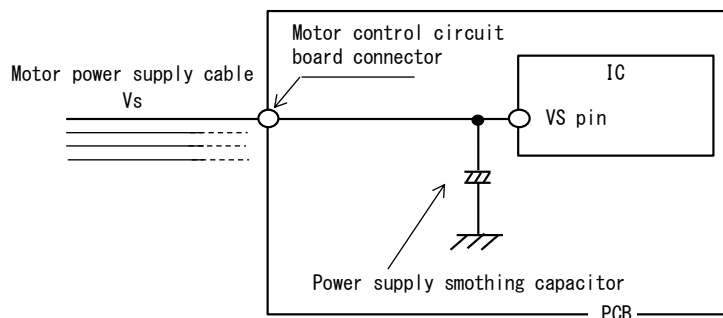 Motor control circuit
board connector
Motor power supply cable
Vs
IC
VS pin
Power supply smothing capacitor
PCB